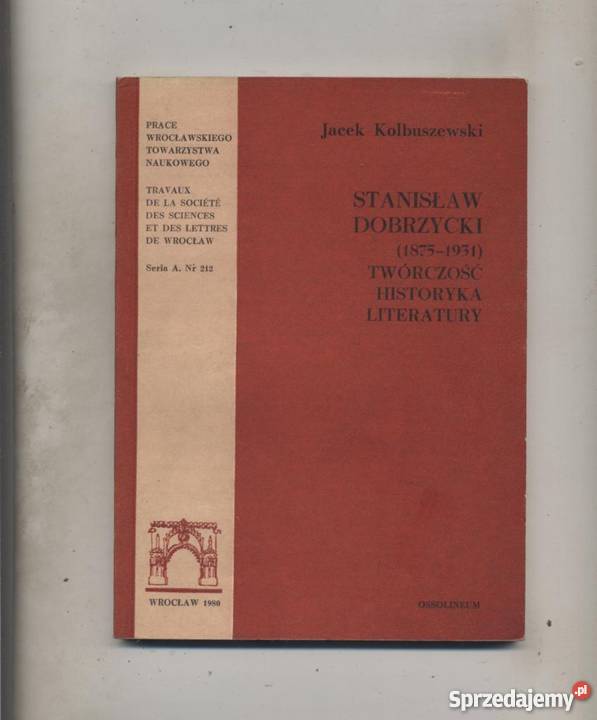 PRACE
WROCŁAWSKIEGO
TOWARZYSTWA
NAUKOWEGO
TRAVAUX
DE LA SOCIÉTÉ
DES SCIENCES
ET DES LETTRES
DE WROCŁAW
Seria A. Nr 212
WROCŁAW 1980
Jacek Kolbuszewski
STANISŁAW
DOBRZYCKI
(1875–1931)
TWÓRCZOŚĆ
HISTORYKA
LITERATURY
OSSOLINEUM
Sprzedajemy.pl